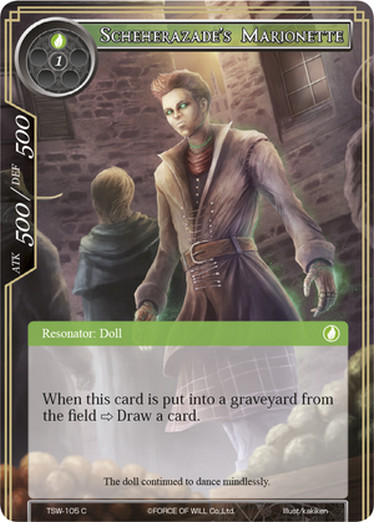 Scheherazade's Marionette
1
ATK 500 / DEF 500
Resonator: Doll
When this card is put into a graveyard from
the field ⇨ Draw a card.
The doll continued to dance mindlessly.
TSW-105 C ©FORCE OF WILL Co.,Ltd. Illust/kakiken